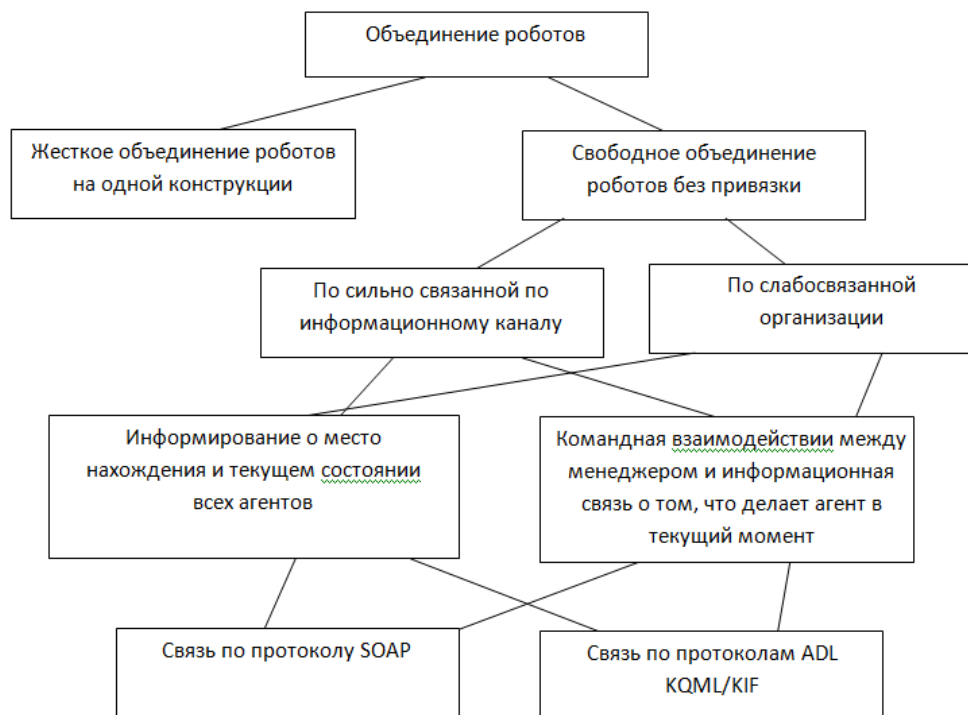 Объединение роботов
Жесткое объединение роботов
на одной конструкции
Свободное объединение
роботов без привязки
По сильно связанной по
информационному каналу
По слабосвязанной
организации
Информирование о место
нахождения и текущем состоянии
всех агентов
Командная взаимодействии между
менеджером и информационная
связь о том, что делает агент в
текущий момент
Связь по протоколу SOAP
Связь по протоколам ADL
KQML/KIF